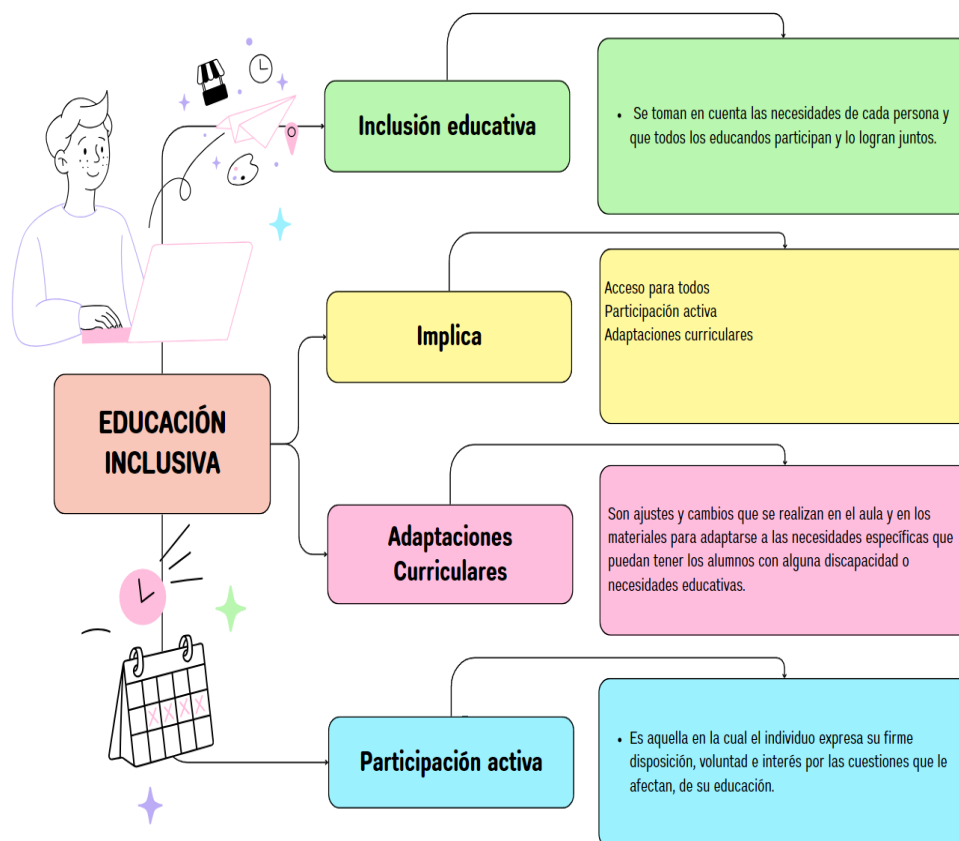 Inclusión educativa
• Se toman en cuenta las necesidades de cada persona y
que todos los educandos participan y lo logran juntos.
Implica
Acceso para todos
Participación activa
Adaptaciones curriculares
EDUCACIÓN
INCLUSIVA
Adaptaciones
Curriculares
Son ajustes y cambios que se realizan en el aula y en los
materiales para adaptarse a las necesidades específicas que
puedan tener los alumnos con alguna discapacidad o
necesidades educativas.
Participación activa
• Es aquella en la cual el individuo expresa su firme
disposición, voluntad e interés por las cuestiones que le
afectan, de su educación.